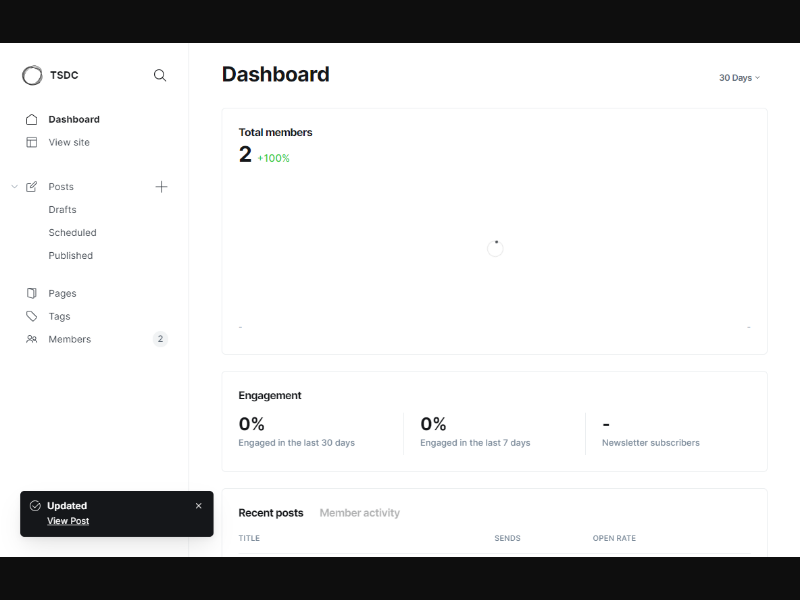 TSDC
Dashboard
View site
Posts
Drafts
Scheduled
Published
Pages
Tags
Members 2
Updated
View Post
Dashboard
30 Days
Total members
2 +100%
-
-
Engagement
0%
Engaged in the last 30 days
0%
Engaged in the last 7 days
-
Newsletter subscribers
Recent posts Member activity
TITLE SENDS OPEN RATE